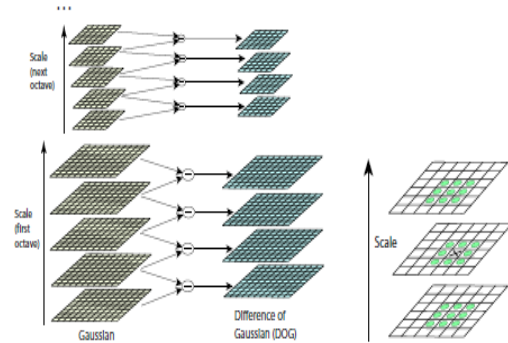 ...
Scale
(next
octave)
Scale
(first
octave)
Gaussian
Difference of
Gaussian (DOG)
Scale